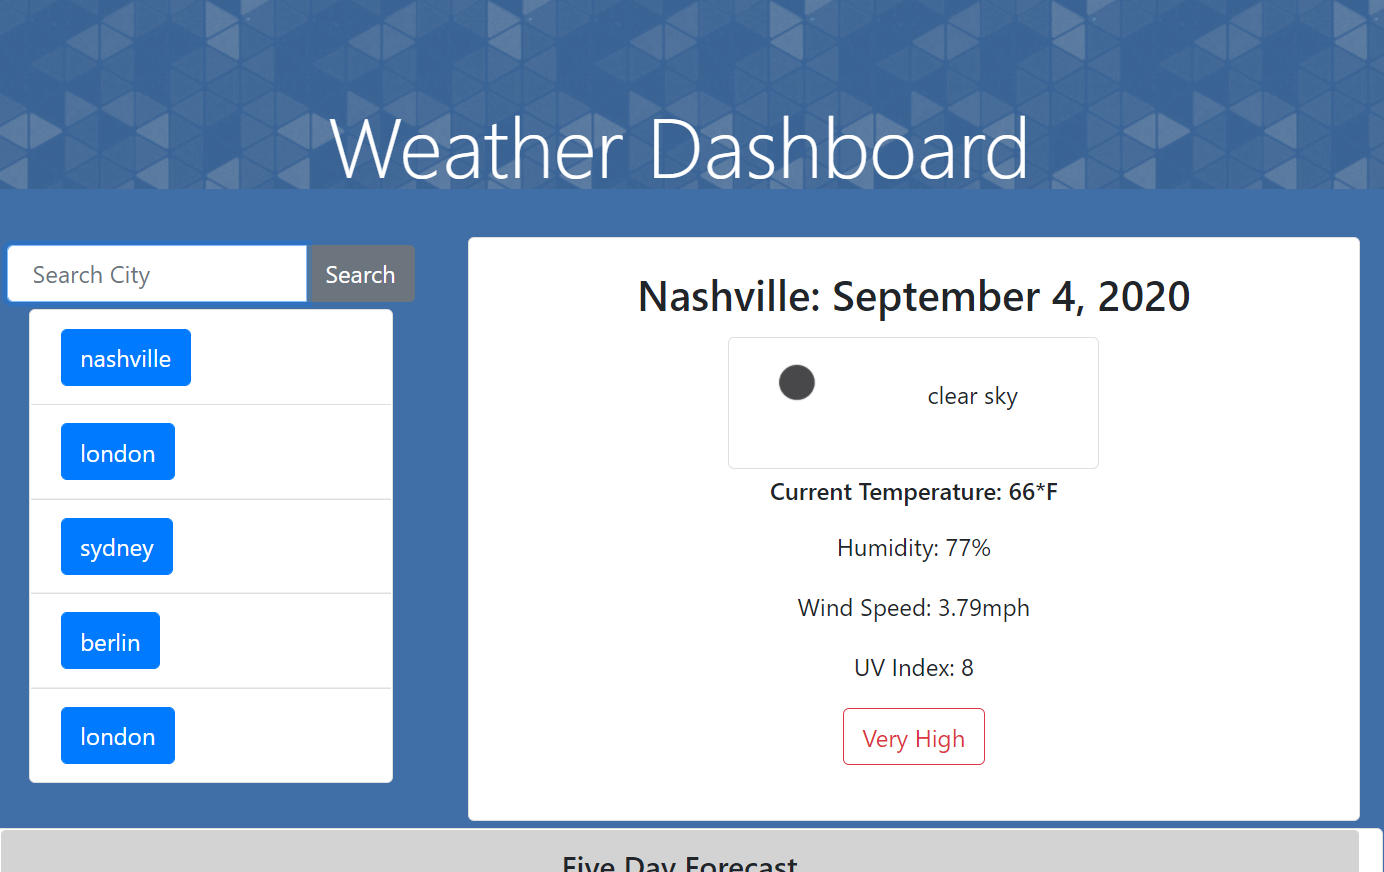 Weather Dashboard
Search City
Search
nashville
london
sydney
berlin
london
Nashville: September 4, 2020
clear sky
Current Temperature: 66*F
Humidity: 77%
Wind Speed: 3.79mph
UV Index: 8
Very High
Five Day Forecast